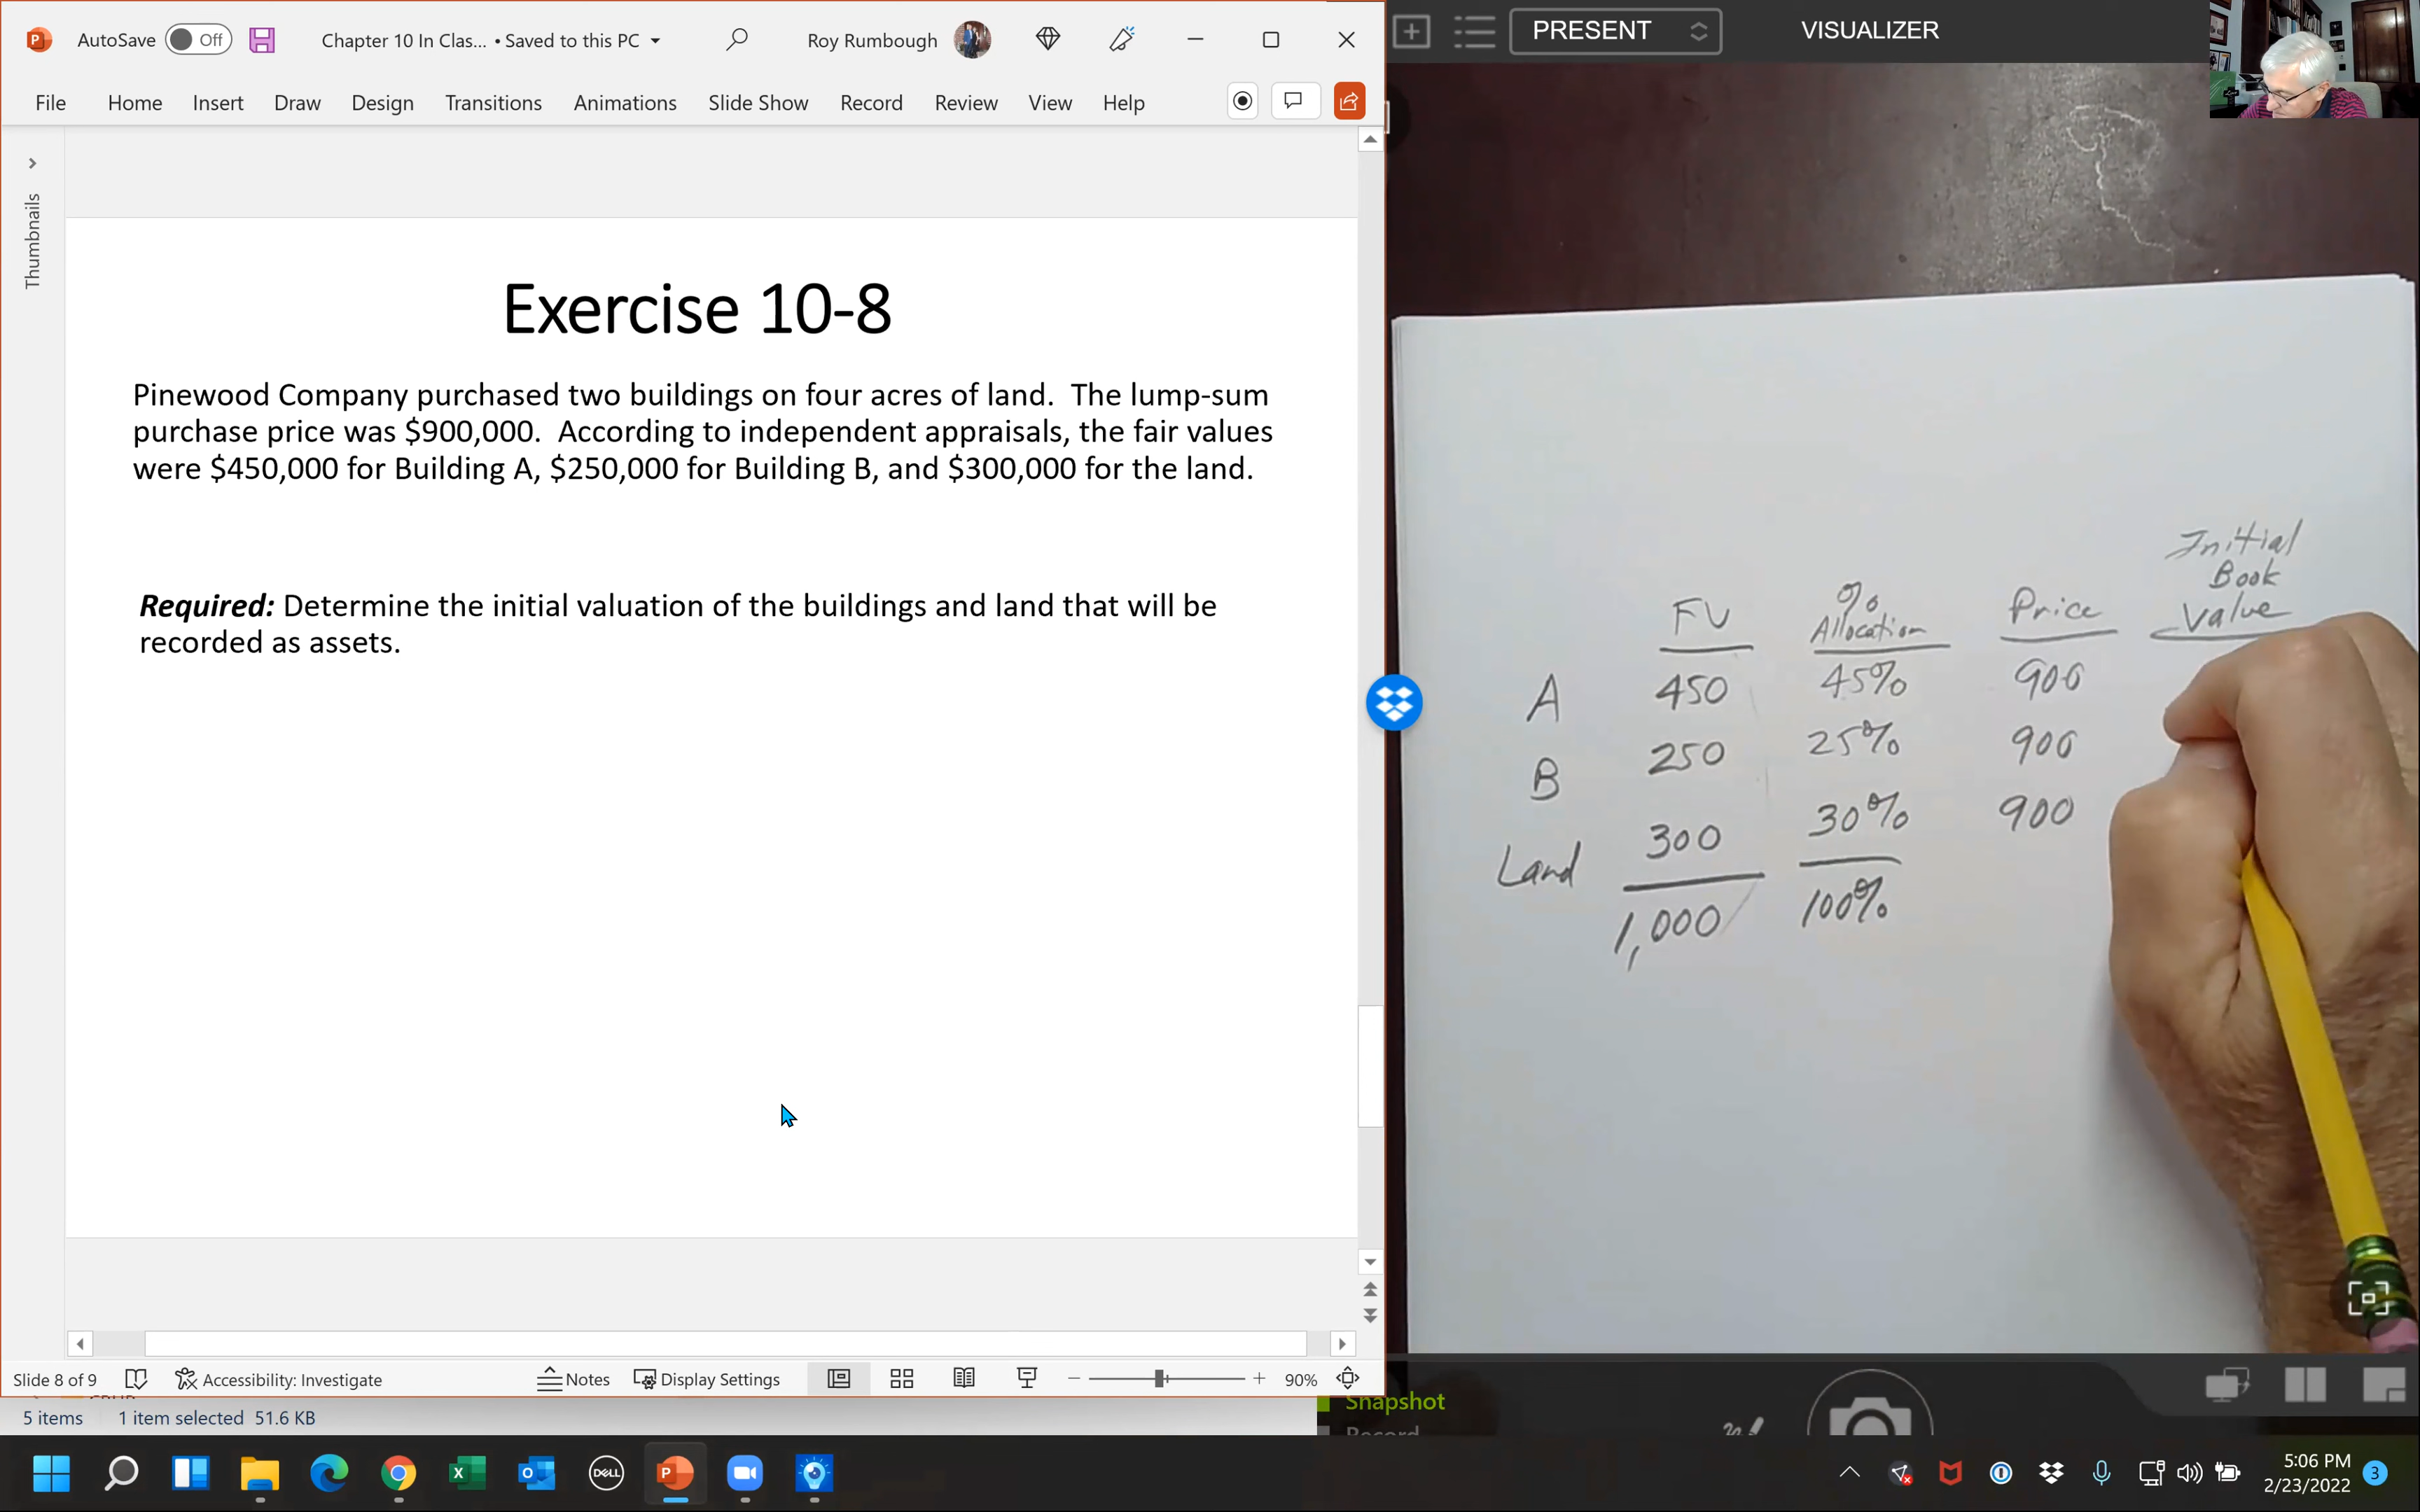 AutoSave Off Chapter 10 In Clas... • Saved to this PC Roy Rumbough
File Home Insert Draw Design Transitions Animations Slide Show Record Review View Help
Thumbnails
Exercise 10-8
Pinewood Company purchased two buildings on four acres of land. The lump-sum
purchase price was $900,000. According to independent appraisals, the fair values
were $450,000 for Building A, $250,000 for Building B, and $300,000 for the land.
Required: Determine the initial valuation of the buildings and land that will be
recorded as assets.
Slide 8 of 9 Accessibility: Investigate Notes Display Settings 90%
5 items 1 item selected 51.6 KB
PRESENT VISUALIZER
Initial
Book
FV % Allocation Price Value
A 450 45% 900
B 250 25% 900
Land 300 30% 900
1,000 100%
Snapshot
Record
DELL
5:06 PM
2/23/2022 3